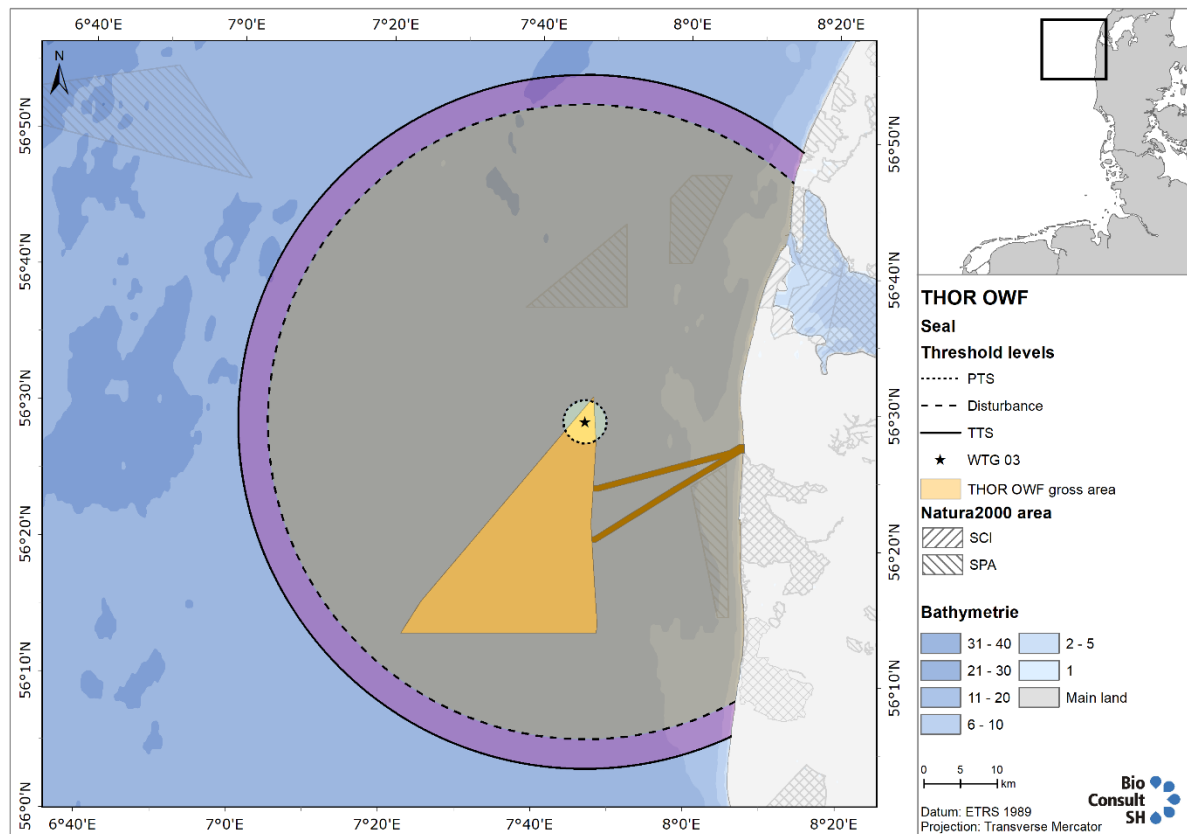 6°40'E 7°0'E 7°20'E 7°40'E 8°0'E 8°20'E
N
56°50'N
56°40'N
56°30'N
56°20'N
56°10'N
56°0'N
56°50'N
56°40'N
56°30'N
56°20'N
56°10'N
6°40'E 7°0'E 7°20'E 7°40'E 8°0'E 8°20'E
THOR OWF
Seal
Threshold levels
PTS
Disturbance
TTS
WTG 03
THOR OWF gross area
Natura2000 area
SCI
SPA
Bathymetrie
31 - 40 2 - 5
21 - 30 1
11 - 20 Main land
6 - 10
0 5 10
km
Datum: ETRS 1989
Projection: Transverse Mercator
Bio
Consult
SH